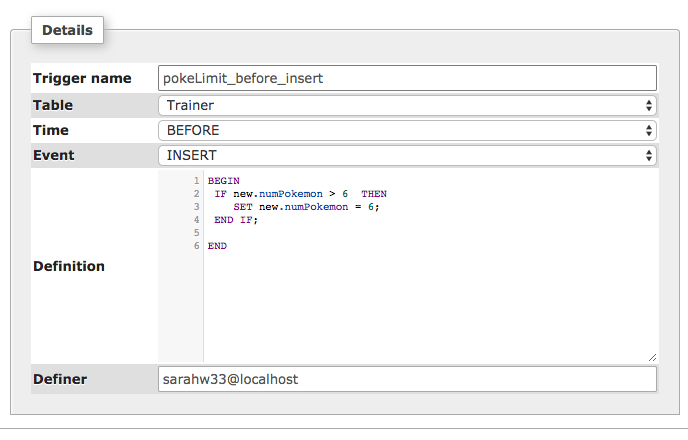 Details
Trigger name pokeLimit_before_insert
Table Trainer
Time BEFORE
Event INSERT
Definition
1 BEGIN
2 IF new.numPokemon > 6 THEN
3 SET new.numPokemon = 6;
4 END IF;
5
6 END
Definer sarahw33@localhost